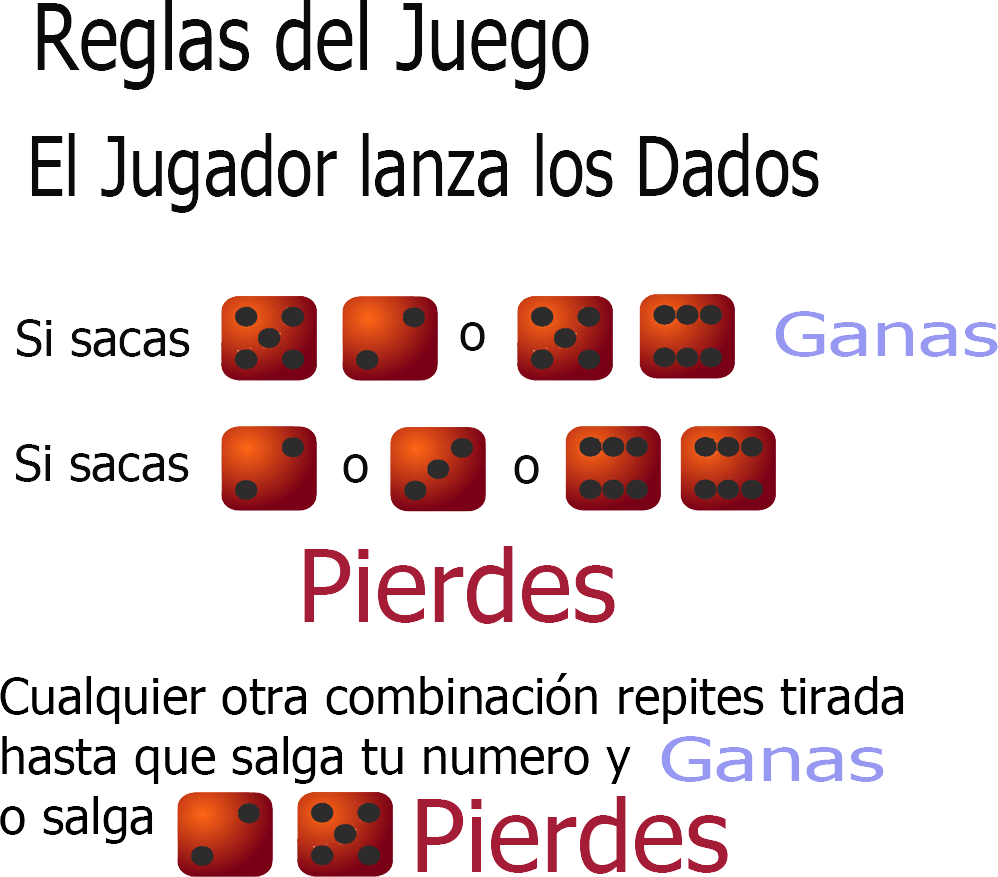 Reglas del Juego
El Jugador lanza los Dados
Si sacas o Ganas
Si sacas o o
Pierdes
Cualquier otra combinación repites tirada
hasta que salga tu numero y Ganas
o salga Pierdes